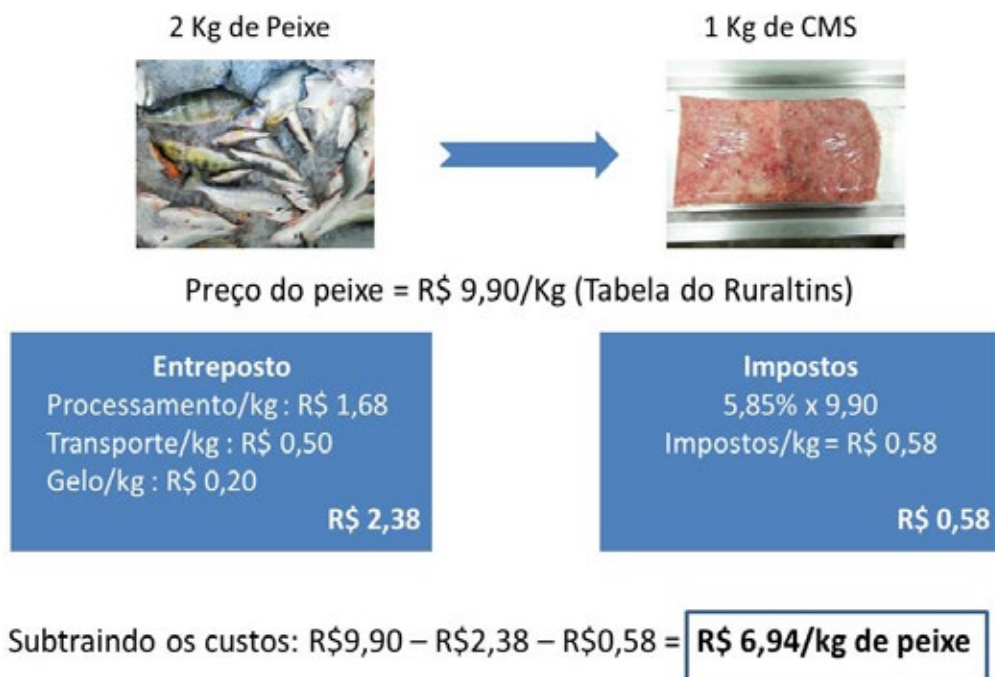 2 Kg de Peixe
1 Kg de CMS
Preço do peixe = R$ 9,90/Kg (Tabela do Ruraltins)
Entreposto
Processamento/kg : R$ 1,68
Transporte/kg : R$ 0,50
Gelo/kg : R$ 0,20
R$ 2,38
Impostos
5,85% x 9,90
Impostos/kg = R$ 0,58
R$ 0,58
Subtraindo os custos: R$9,90 – R$2,38 – R$0,58 = R$ 6,94/kg de peixe